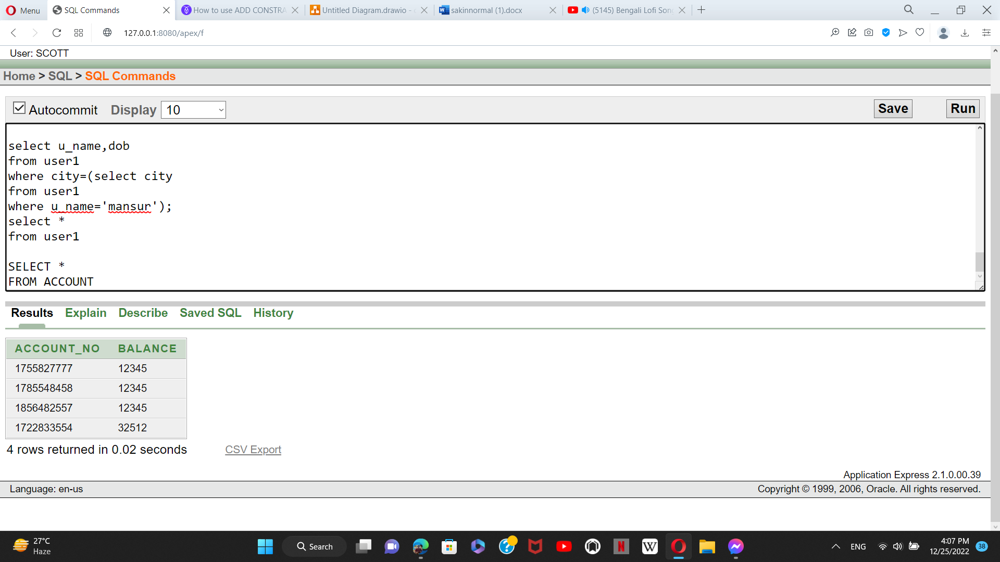 Menu
SQL Commands
How to use ADD CONSTRA
Untitled Diagram.drawio -
sakinnormal (1).docx
(5145) Bengali Lofi Son
127.0.0.1:8080/apex/f
User: SCOTT
Home > SQL > SQL Commands
Autocommit Display 10 Save Run
select u_name,dob
from user1
where city=(select city
from user1
where u_name='mansur');
select *
from user1
SELECT *
FROM ACCOUNT
Results Explain Describe Saved SQL History
ACCOUNT_NO BALANCE
1755827777 12345
1785548458 12345
1856482557 12345
1722833554 32512
4 rows returned in 0.02 seconds CSV Export
Application Express 2.1.0.00.39
Language: en-us Copyright © 1999, 2006, Oracle. All rights reserved.
27°C
Haze
Search
ENG
4:07 PM
12/25/2022
38